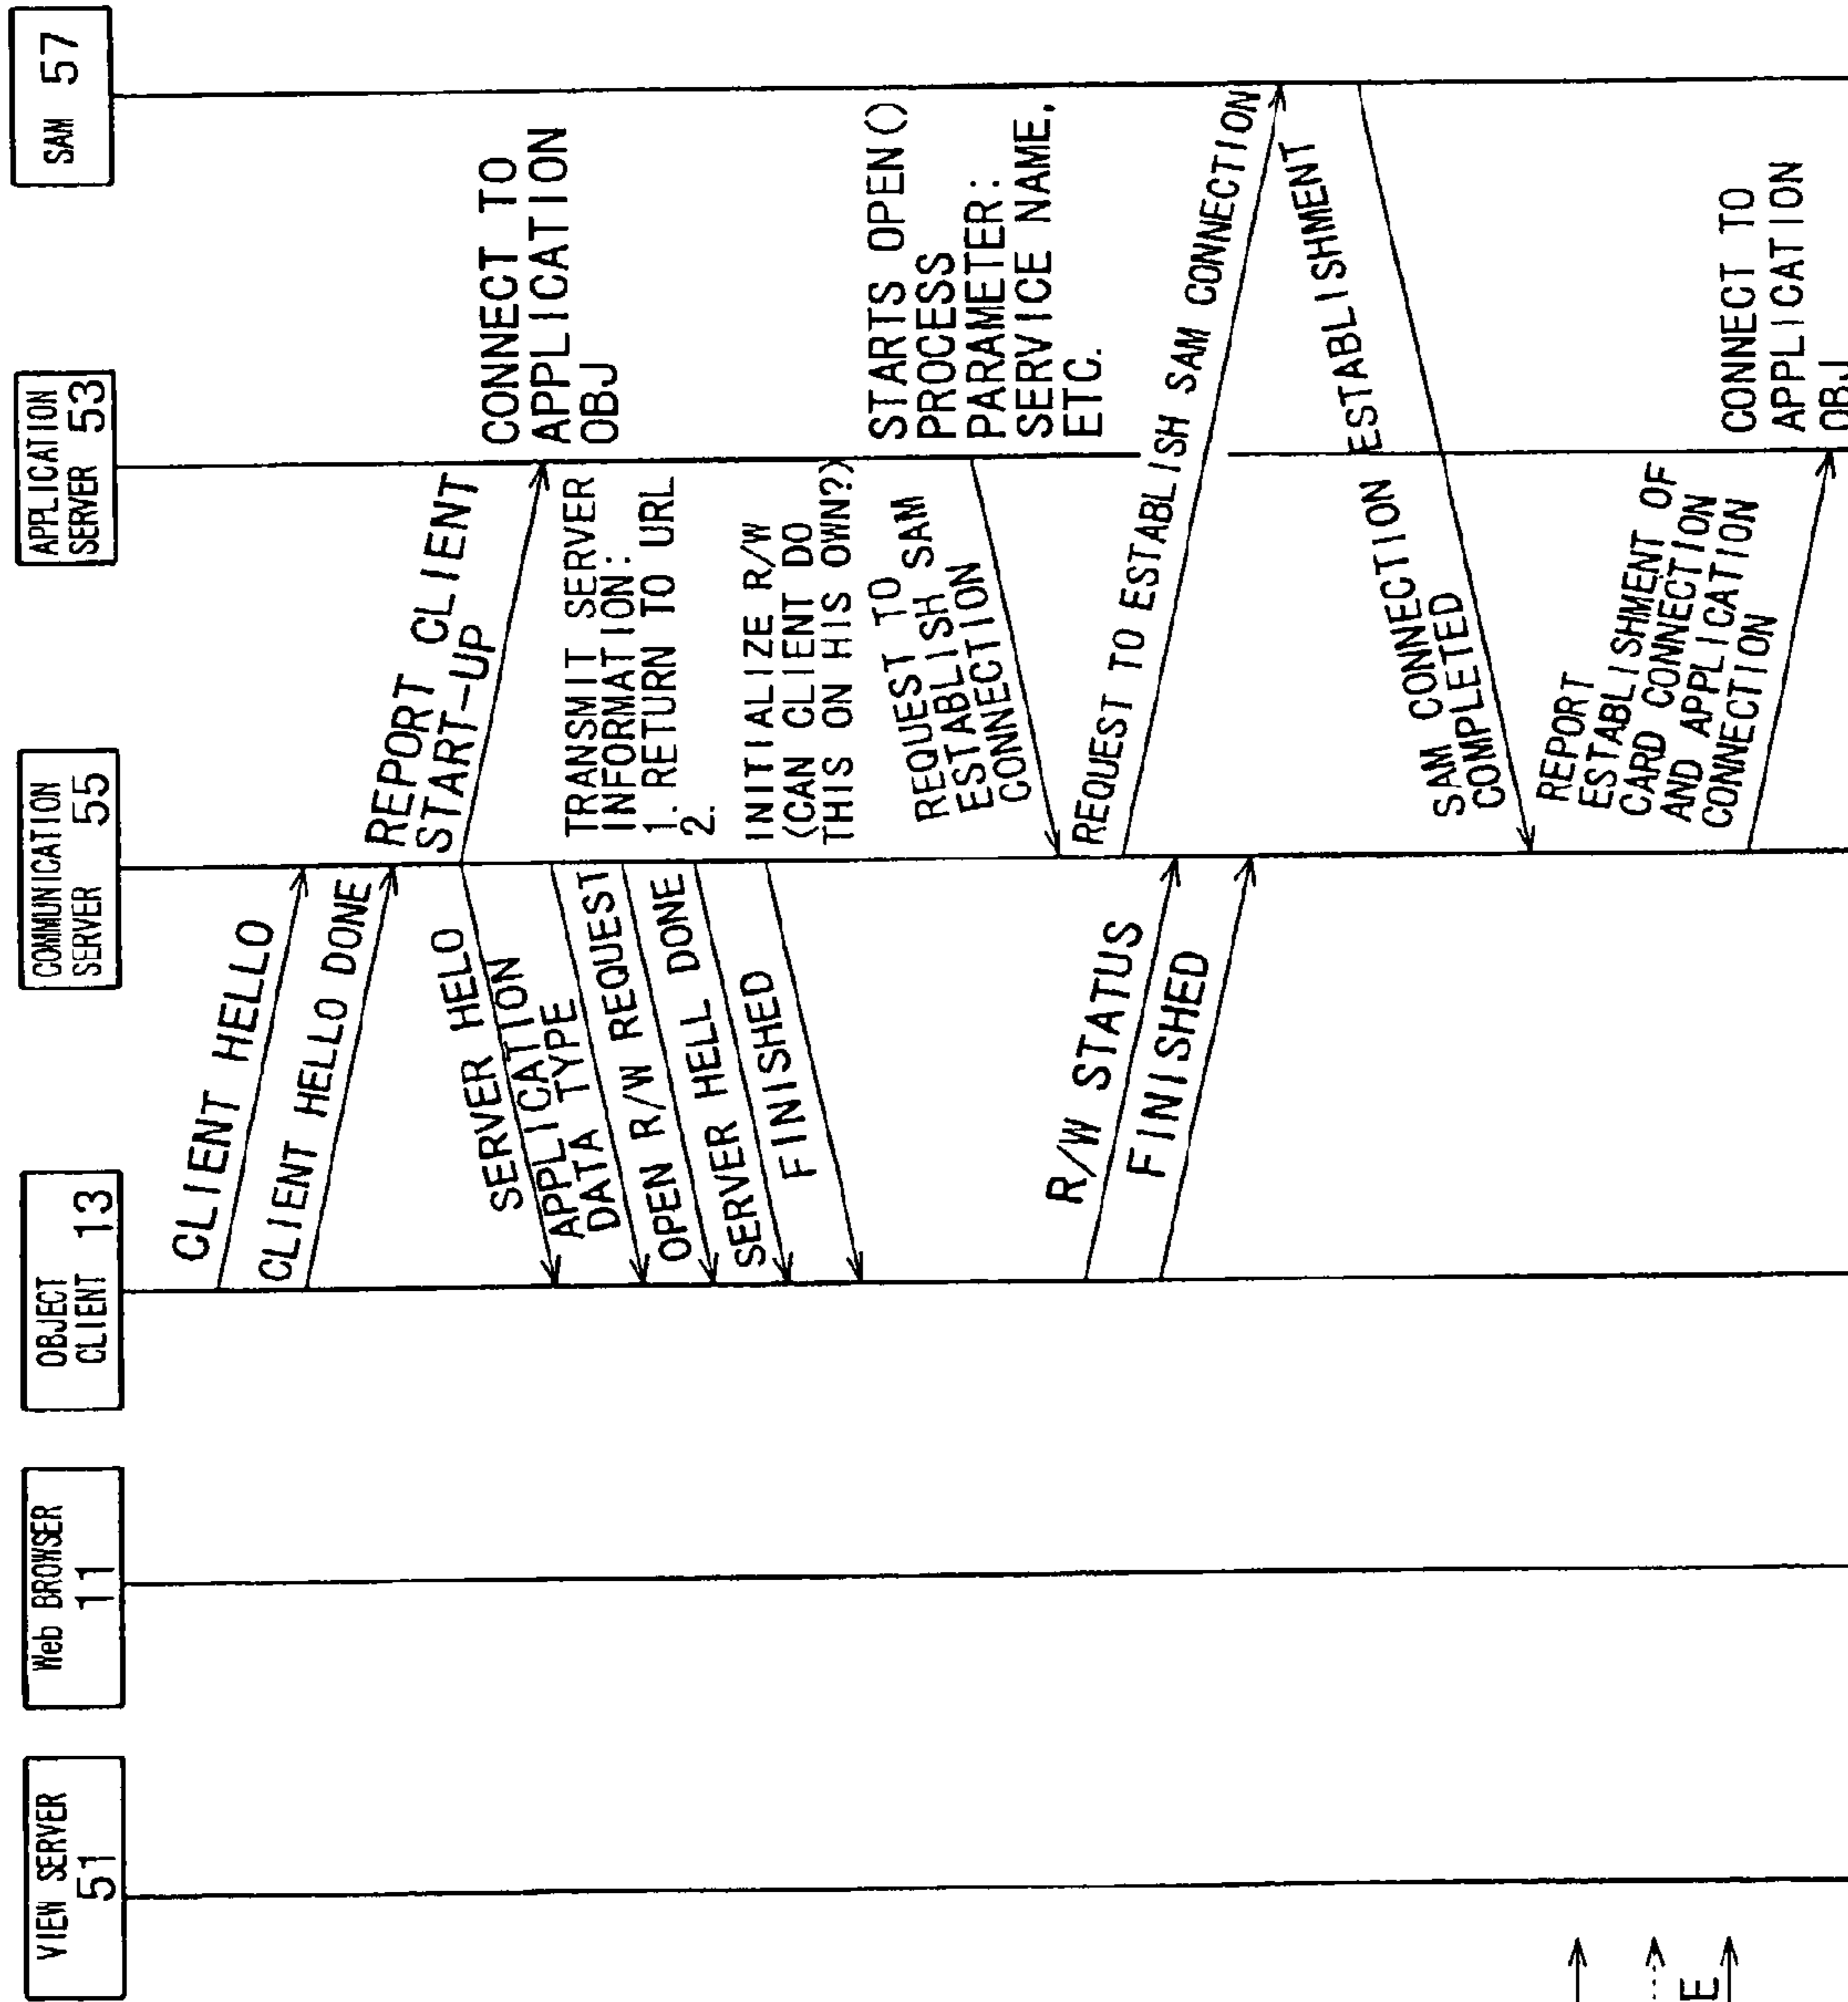 VIEW SERVER
51
Web BROWSER
11
OBJECT
CLIENT 13
COMMUNICATION
SERVER 55
APPLICATION
SERVER 53
SAM 57
CLIENT HELLO
CLIENT HELLO DONE
REPORT CLIENT
START-UP
CONNECT TO
APPLICATION
OBJ
SERVER HELO
APPLICATION
DATA TYPE
OPEN R/W REQUEST
SERVER HELL DONE
FINISHED
TRANSMIT SERVER
INFORMATION:
1. RETURN TO URL
2.
INITIALIZE R/W
(CAN CLIENT DO
THIS ON HIS OWN?)
STARTS OPEN()
PROCESS
PARAMETER:
SERVICE NAME,
ETC.
REQUEST TO
ESTABLISH SAM
CONNECTION
REQUEST TO ESTABLISH SAM CONNECTION
R/W STATUS
FINISHED
SAM CONNECTION ESTABLISHMENT
COMPLETED
REPORT
ESTABLISHMENT OF
CARD CONNECTION
AND APPLICATION
CONNECTION
CONNECT TO
APPLICATION
OBJ
E